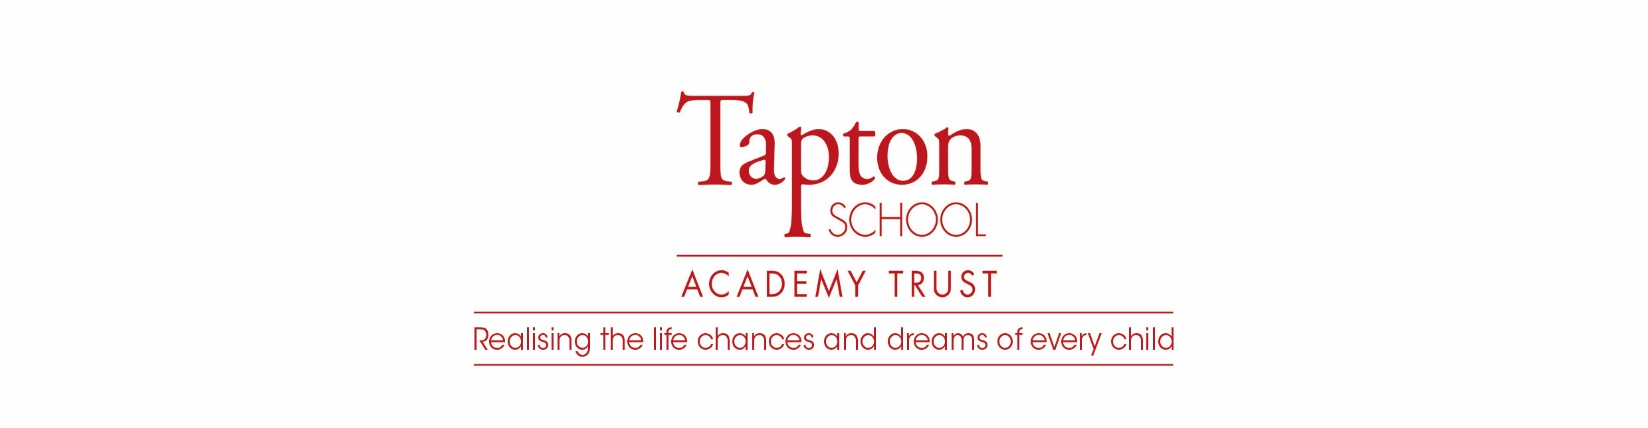 Tapton
SCHOOL
ACADEMY TRUST
Realising the life chances and dreams of every child